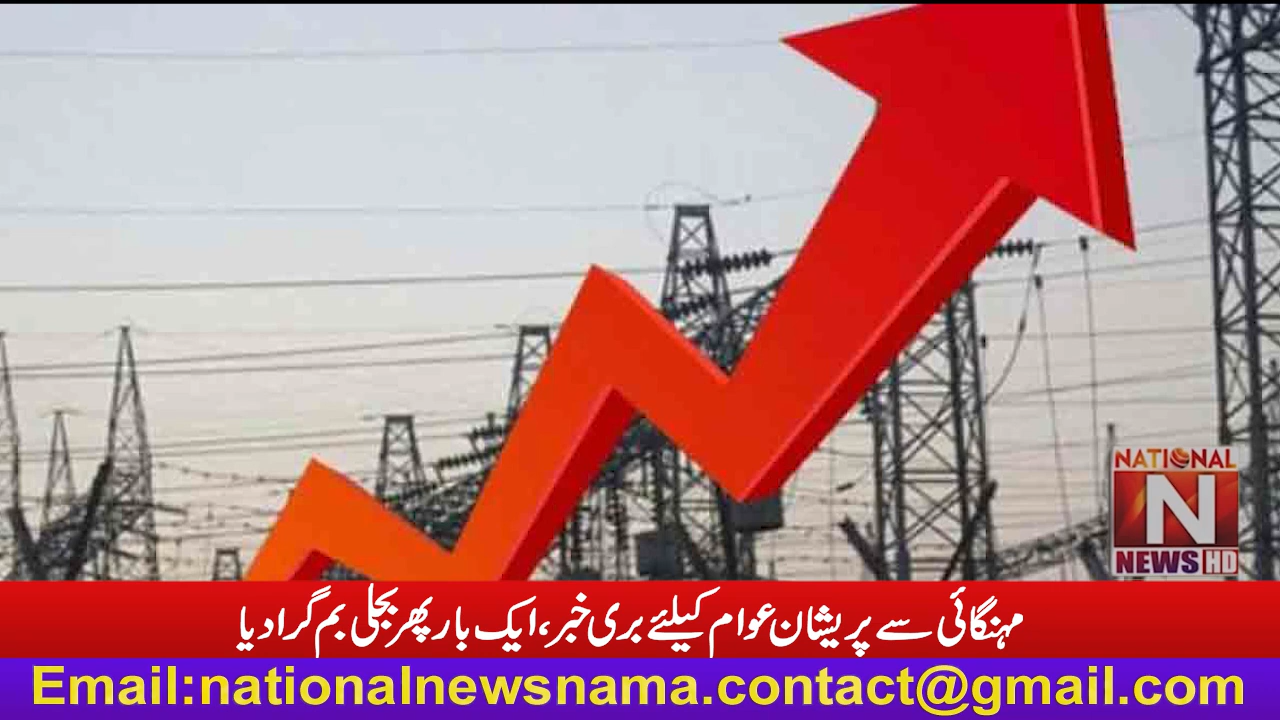 NATIONAL
N
NEWS HD
مہنگائی سے پریشان عوام کیلئے بری خبر، ایک بار پھر بجلی بم گرا دیا
Email:nationalnewsnama.contact@gmail.com